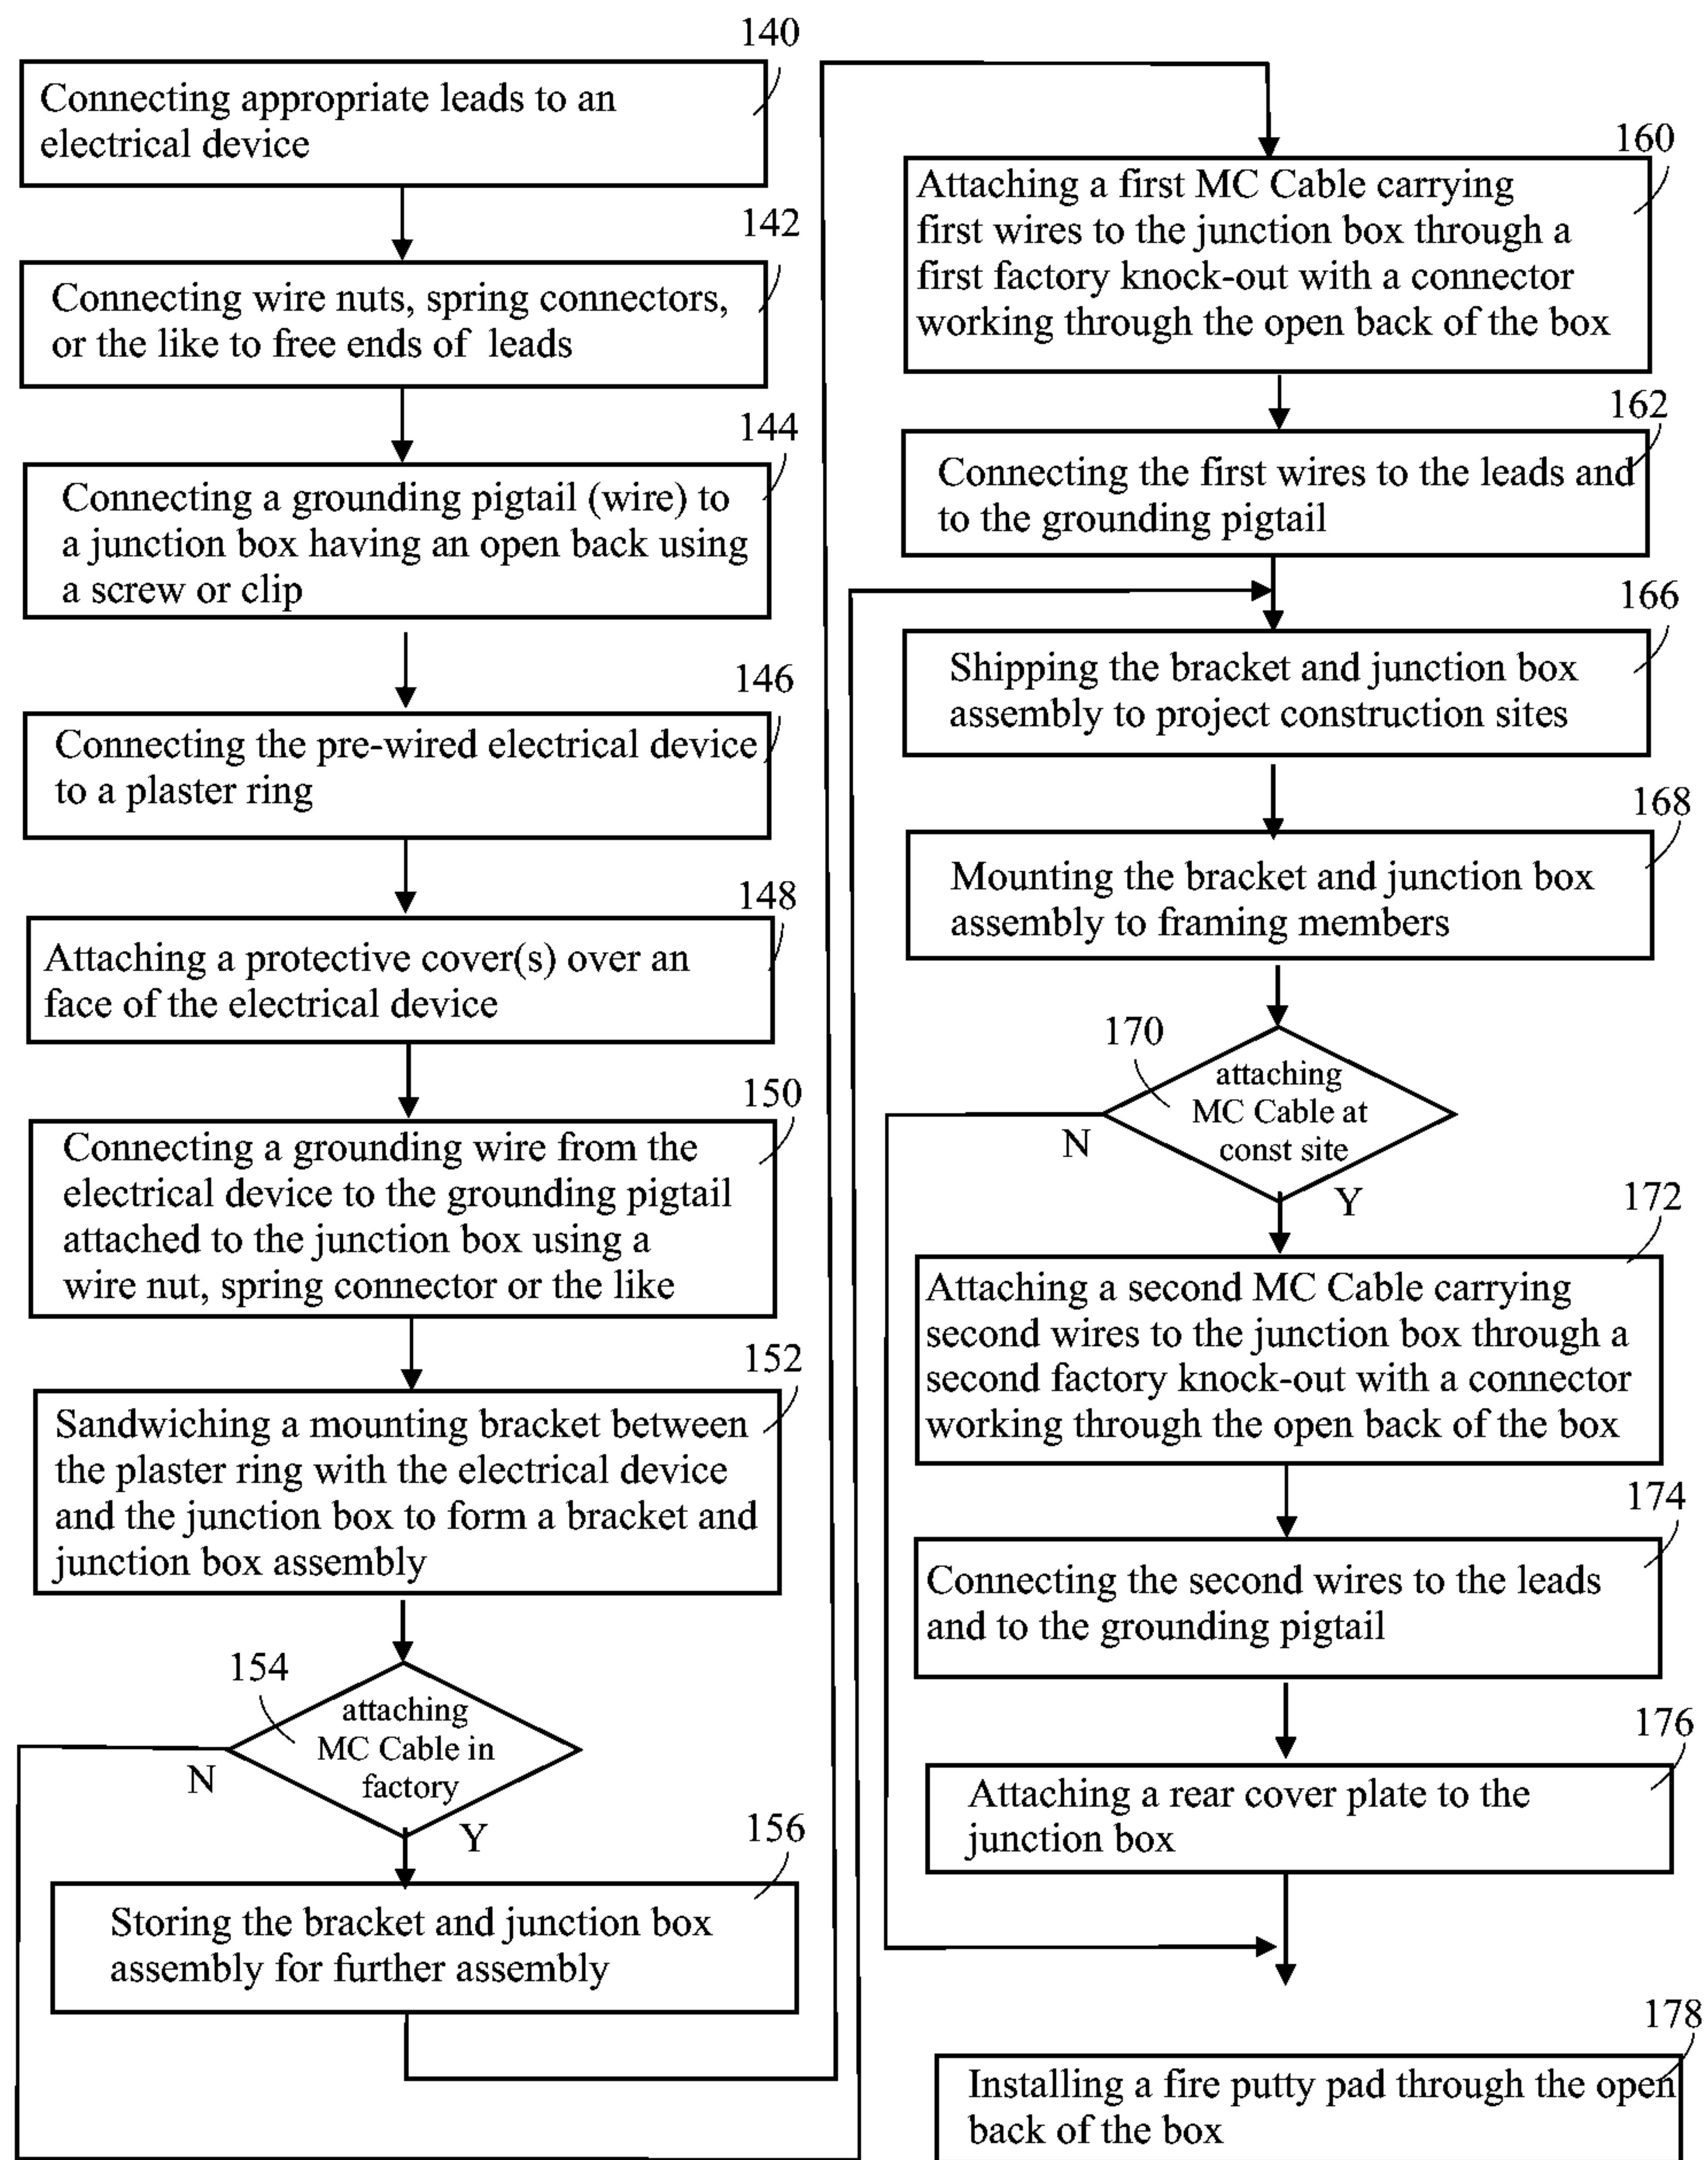 140
Connecting appropriate leads to an
electrical device
142
Connecting wire nuts, spring connectors,
or the like to free ends of leads
144
Connecting a grounding pigtail (wire) to
a junction box having an open back using
a screw or clip
146
Connecting the pre-wired electrical device
to a plaster ring
148
Attaching a protective cover(s) over an
face of the electrical device
150
Connecting a grounding wire from the
electrical device to the grounding pigtail
attached to the junction box using a
wire nut, spring connector or the like
152
Sandwiching a mounting bracket between
the plaster ring with the electrical device
and the junction box to form a bracket and
junction box assembly
154
attaching
MC Cable in
factory
N
Y
156
Storing the bracket and junction box
assembly for further assembly
160
Attaching a first MC Cable carrying
first wires to the junction box through a
first factory knock-out with a connector
working through the open back of the box
162
Connecting the first wires to the leads and
to the grounding pigtail
166
Shipping the bracket and junction box
assembly to project construction sites
168
Mounting the bracket and junction box
assembly to framing members
170
attaching
MC Cable at
const site
N
Y
172
Attaching a second MC Cable carrying
second wires to the junction box through a
second factory knock-out with a connector
working through the open back of the box
174
Connecting the second wires to the leads
and to the grounding pigtail
176
Attaching a rear cover plate to the
junction box
178
Installing a fire putty pad through the open
back of the box